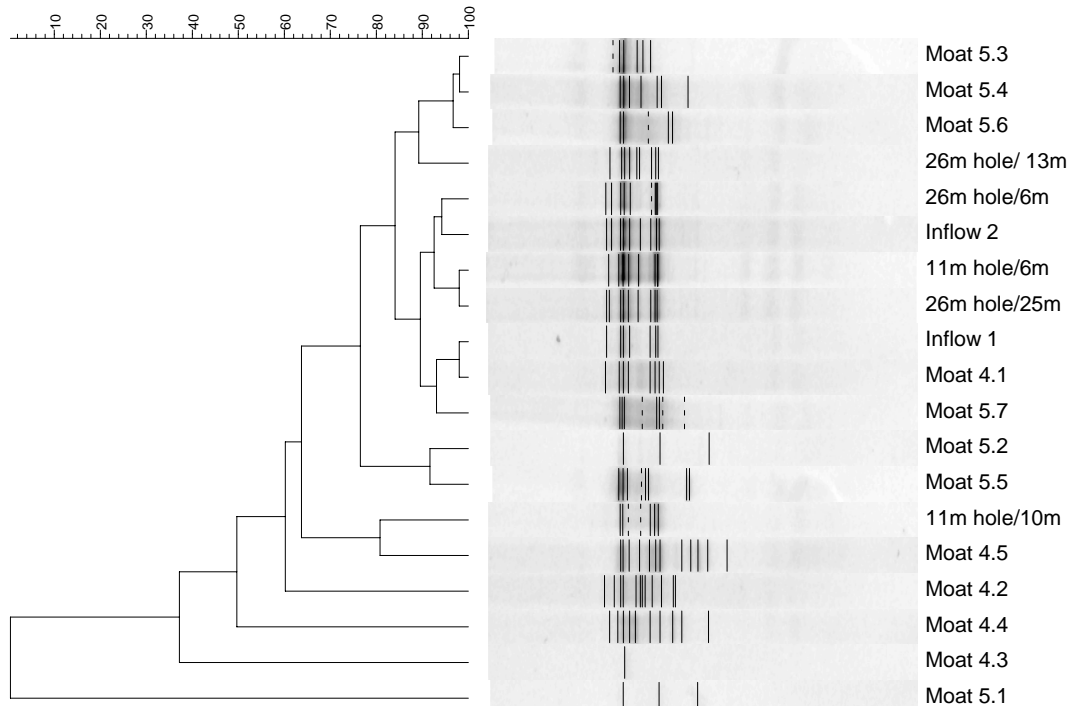 10 20 30 40 50 60 70 80 90 100
Moat 5.3
Moat 5.4
Moat 5.6
26m hole/ 13m
26m hole/6m
Inflow 2
11m hole/6m
26m hole/25m
Inflow 1
Moat 4.1
Moat 5.7
Moat 5.2
Moat 5.5
11m hole/10m
Moat 4.5
Moat 4.2
Moat 4.4
Moat 4.3
Moat 5.1